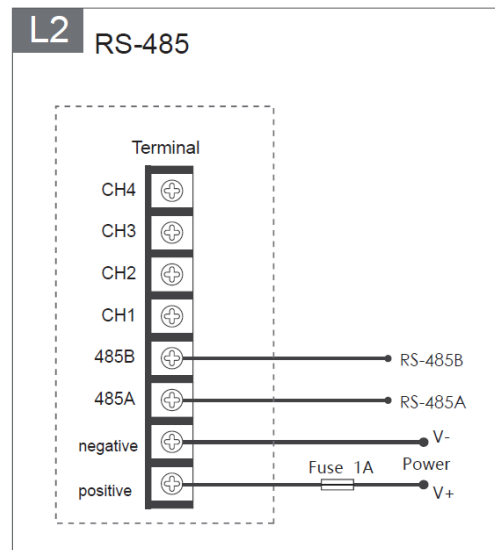 L2 RS-485
Terminal
CH4
CH3
CH2
CH1
485B RS-485B
485A RS-485A
negative V-
Fuse 1A Power
positive V+